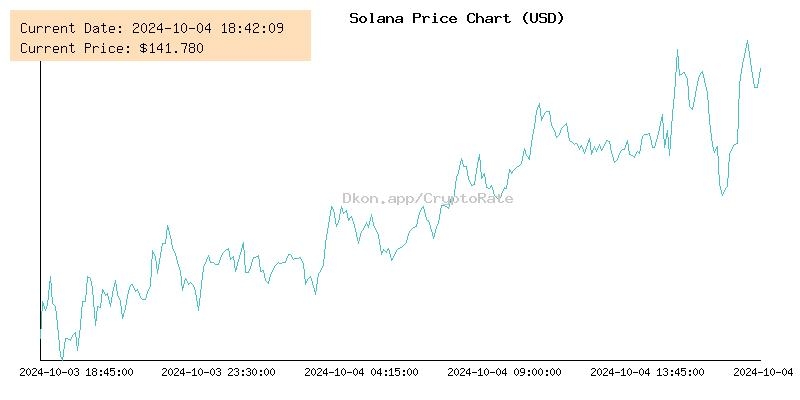 Solana Price Chart (USD)
Current Date: 2024-10-04 18:42:09
Current Price: $141.780
Dkon.app/CryptoRate
2024-10-03 18:45:00 2024-10-03 23:30:00 2024-10-04 04:15:00 2024-10-04 09:00:00 2024-10-04 13:45:00 2024-10-04